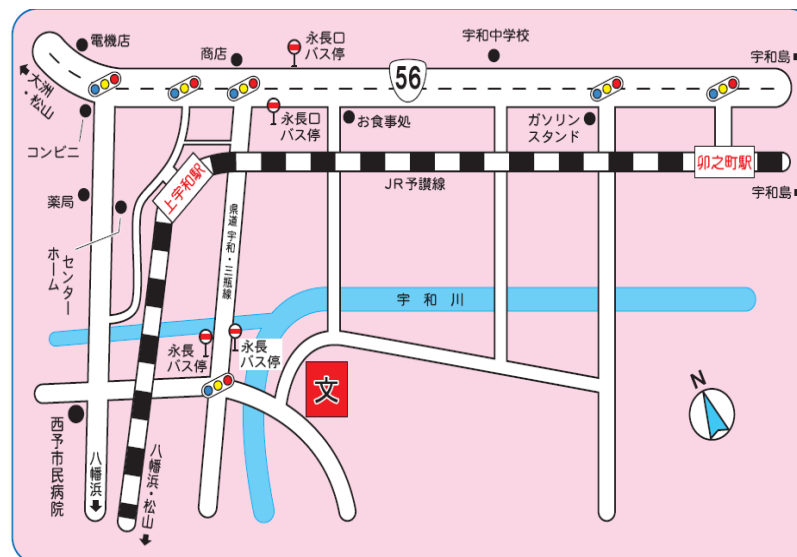 電機店
商店
永長口
バス停
宇和中学校
宇和島
56
大洲
・松山
永長口
バス停
お食事処
ガソリン
スタンド
コンビニ
上宇和駅
JR予讃線
卯之町駅
宇和島
薬局
センター
ホーム
県道 宇和・三瓶線
宇和川
永長
バス停
永長
バス停
文
N
西予市民病院
八幡浜
八幡浜・松山